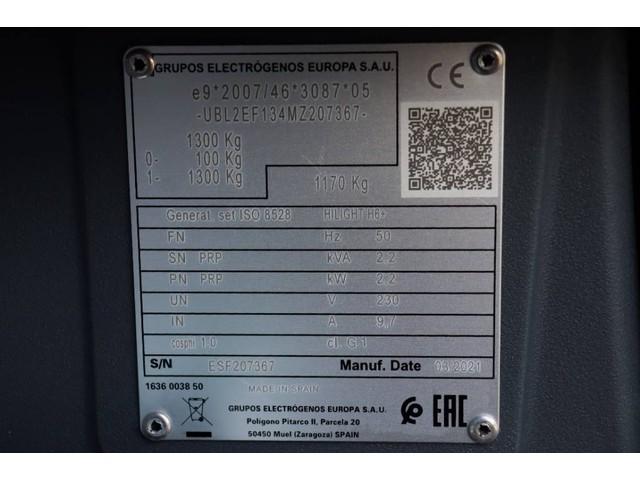 GRUPOS ELECTRÓGENOS EUROPA S.A.U.
e9*2007/46*3087*05
-UBL2EF134MZ207367-
1300 Kg
0- 100 Kg
1- 1300 Kg
1170 Kg
CE
Generat. set ISO 8528 HILIGHT H6+
FN Hz 50
SN PRP kVA 2,2
PN PRP kW 2,2
UN V 230
IN A 9,7
cosphi 1.0 cl. G.1
S/N ESF207367 Manuf. Date 03/2021
1636 0038 50 MADE IN SPAIN
GRUPOS ELECTRÓGENOS EUROPA S.A.U.
Polígono Pitarco II, Parcela 20
50450 Muel (Zaragoza) SPAIN
EAC